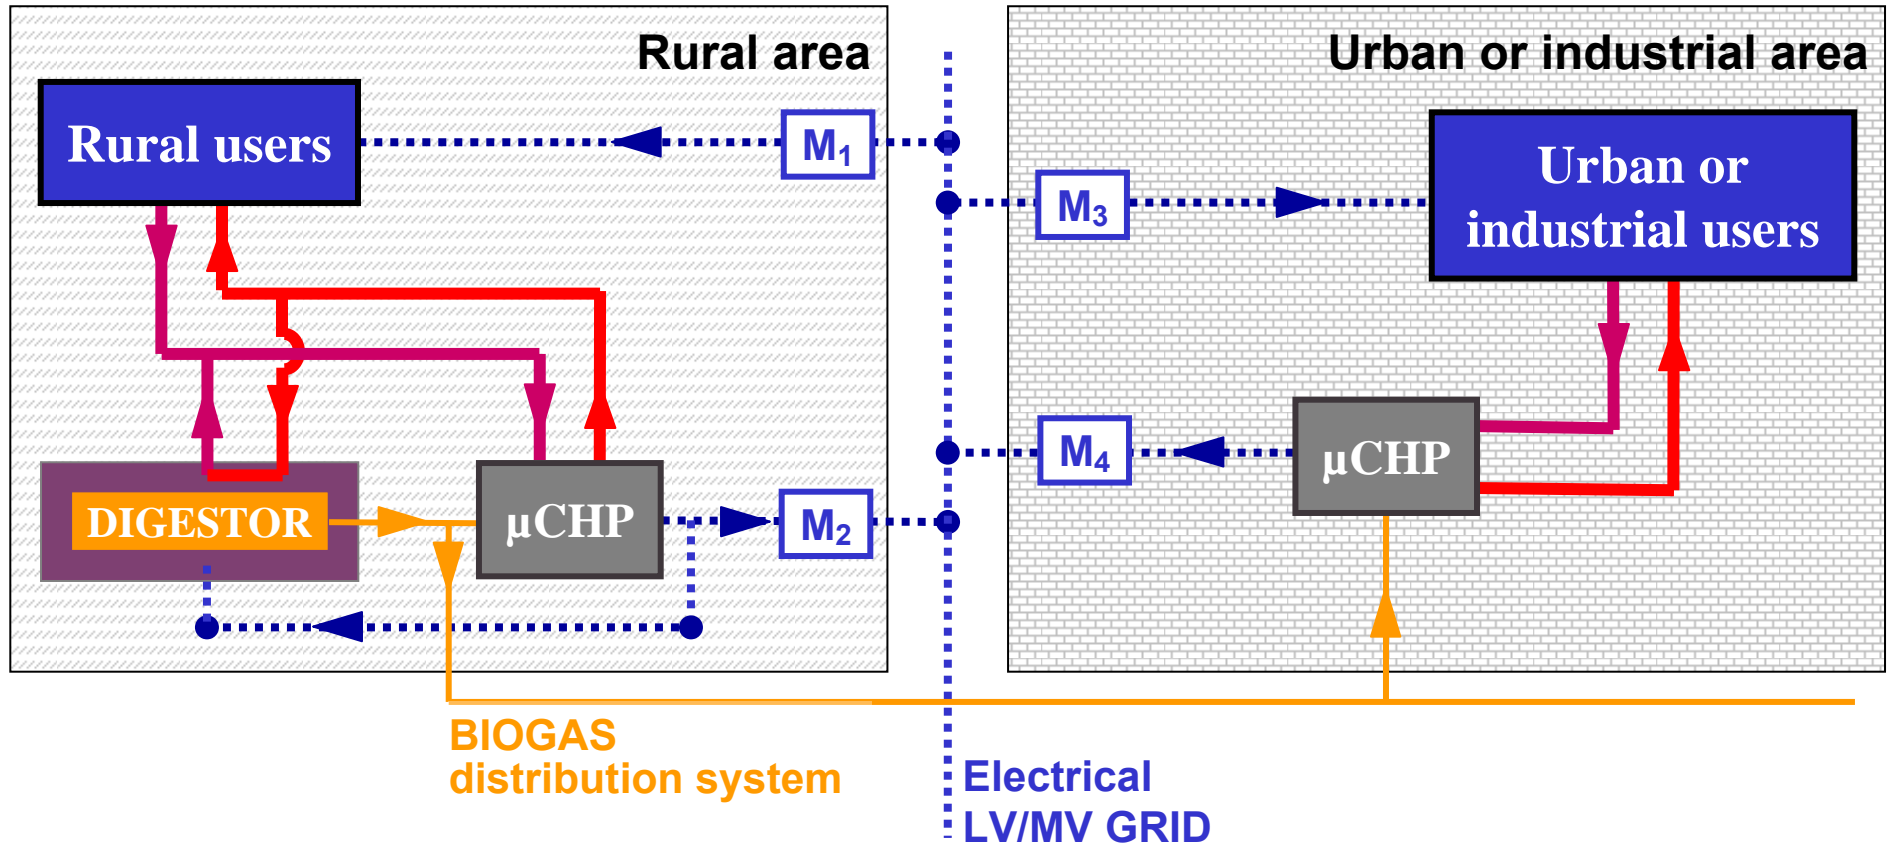 Rural area
Urban or industrial area
Rural users
M1
M3
Urban or
industrial users
M4
µCHP
DIGESTOR
µCHP
M2
BIOGAS
distribution system
Electrical
LV/MV GRID